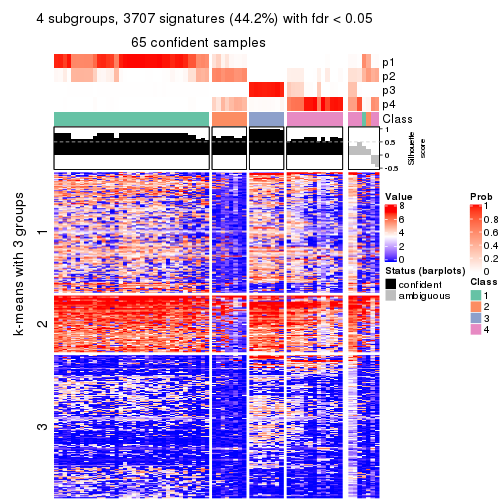 4 subgroups, 3707 signatures (44.2%) with fdr < 0.05
65 confident samples
p1
p2
p3
p4
Class
1
0.5
0
-0.5
Silhouette
score
k-means with 3 groups
1
2
3
Value
8
6
4
2
0
Status (barplots)
confident
ambiguous
Prob
1
0.8
0.6
0.4
0.2
0
Class
1
2
3
4